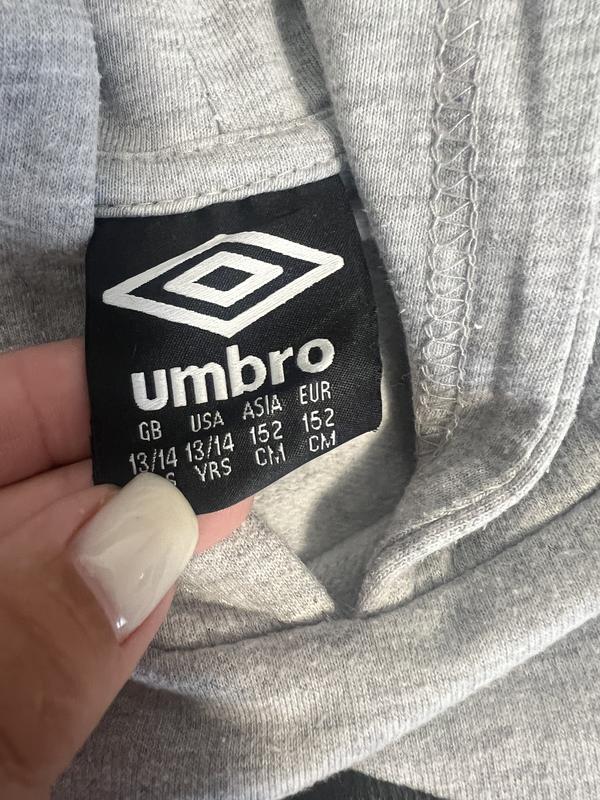 umbro
GB USA ASIA EUR
13/14 13/14 152 152
YRS CM CM